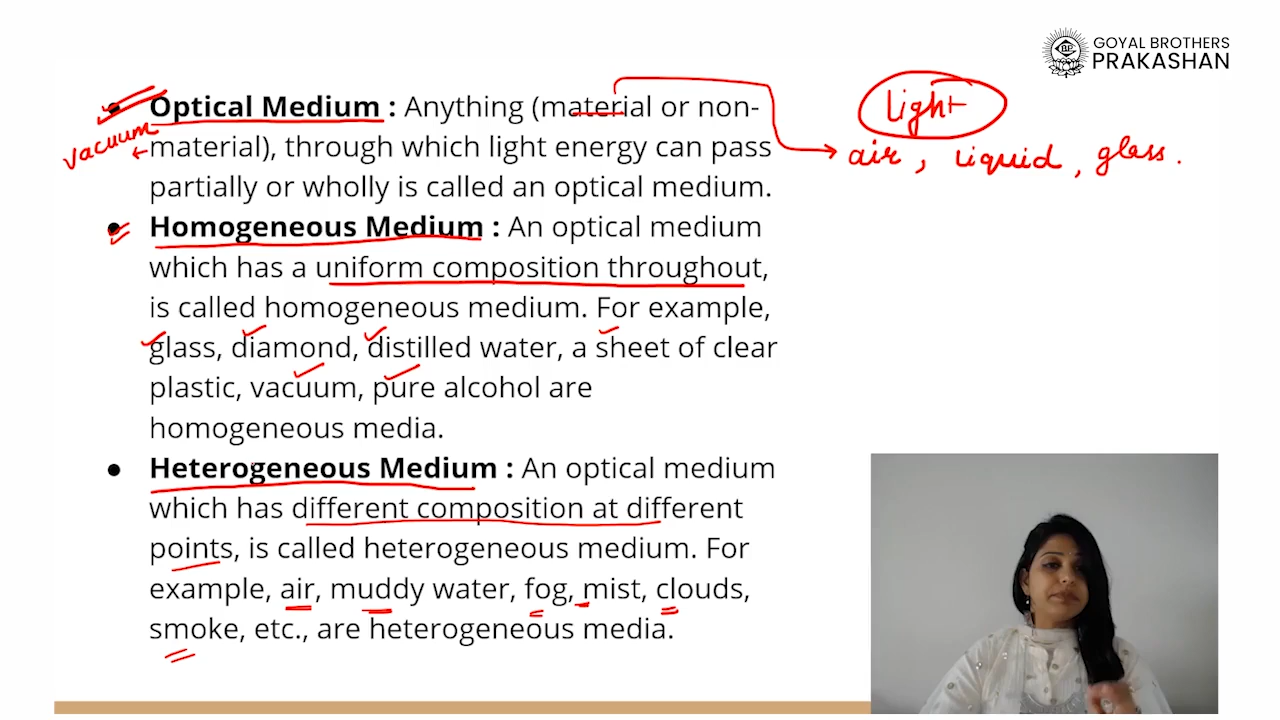 GOYAL BROTHERS
PRAKASHAN
light
• Optical Medium : Anything (material or non-
vacuum
material), through which light energy can pass
air, liquid, glass.
partially or wholly is called an optical medium.
• Homogeneous Medium : An optical medium
which has a uniform composition throughout,
is called homogeneous medium. For example,
glass, diamond, distilled water, a sheet of clear
plastic, vacuum, pure alcohol are
homogeneous media.
• Heterogeneous Medium : An optical medium
which has different composition at different
points, is called heterogeneous medium. For
example, air, muddy water, fog, mist, clouds,
smoke, etc., are heterogeneous media.